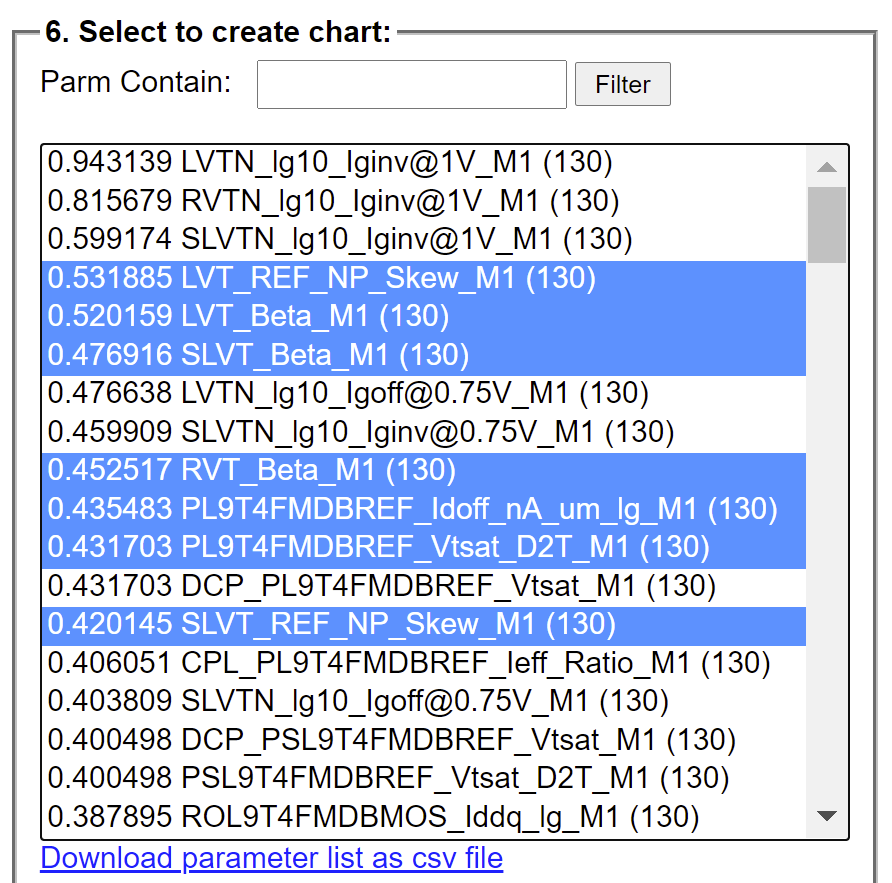 6. Select to create chart:
Parm Contain:
Filter
0.943139 LVTN_lg10_Iginv@1V_M1 (130)
0.815679 RVTN_lg10_Iginv@1V_M1 (130)
0.599174 SLVTN_lg10_Iginv@1V_M1 (130)
0.531885 LVT_REF_NP_Skew_M1 (130)
0.520159 LVT_Beta_M1 (130)
0.476916 SLVT_Beta_M1 (130)
0.476638 LVTN_lg10_Igoff@0.75V_M1 (130)
0.459909 SLVTN_lg10_Iginv@0.75V_M1 (130)
0.452517 RVT_Beta_M1 (130)
0.435483 PL9T4FMDBREF_Idoff_nA_um_lg_M1 (130)
0.431703 PL9T4FMDBREF_Vtsat_D2T_M1 (130)
0.431703 DCP_PL9T4FMDBREF_Vtsat_M1 (130)
0.420145 SLVT_REF_NP_Skew_M1 (130)
0.406051 CPL_PL9T4FMDBREF_Ieff_Ratio_M1 (130)
0.403809 SLVTN_lg10_Igoff@0.75V_M1 (130)
0.400498 DCP_PSL9T4FMDBREF_Vtsat_M1 (130)
0.400498 PSL9T4FMDBREF_Vtsat_D2T_M1 (130)
0.387895 ROL9T4FMDBMOS_Iddq_lg_M1 (130)
Download parameter list as csv file